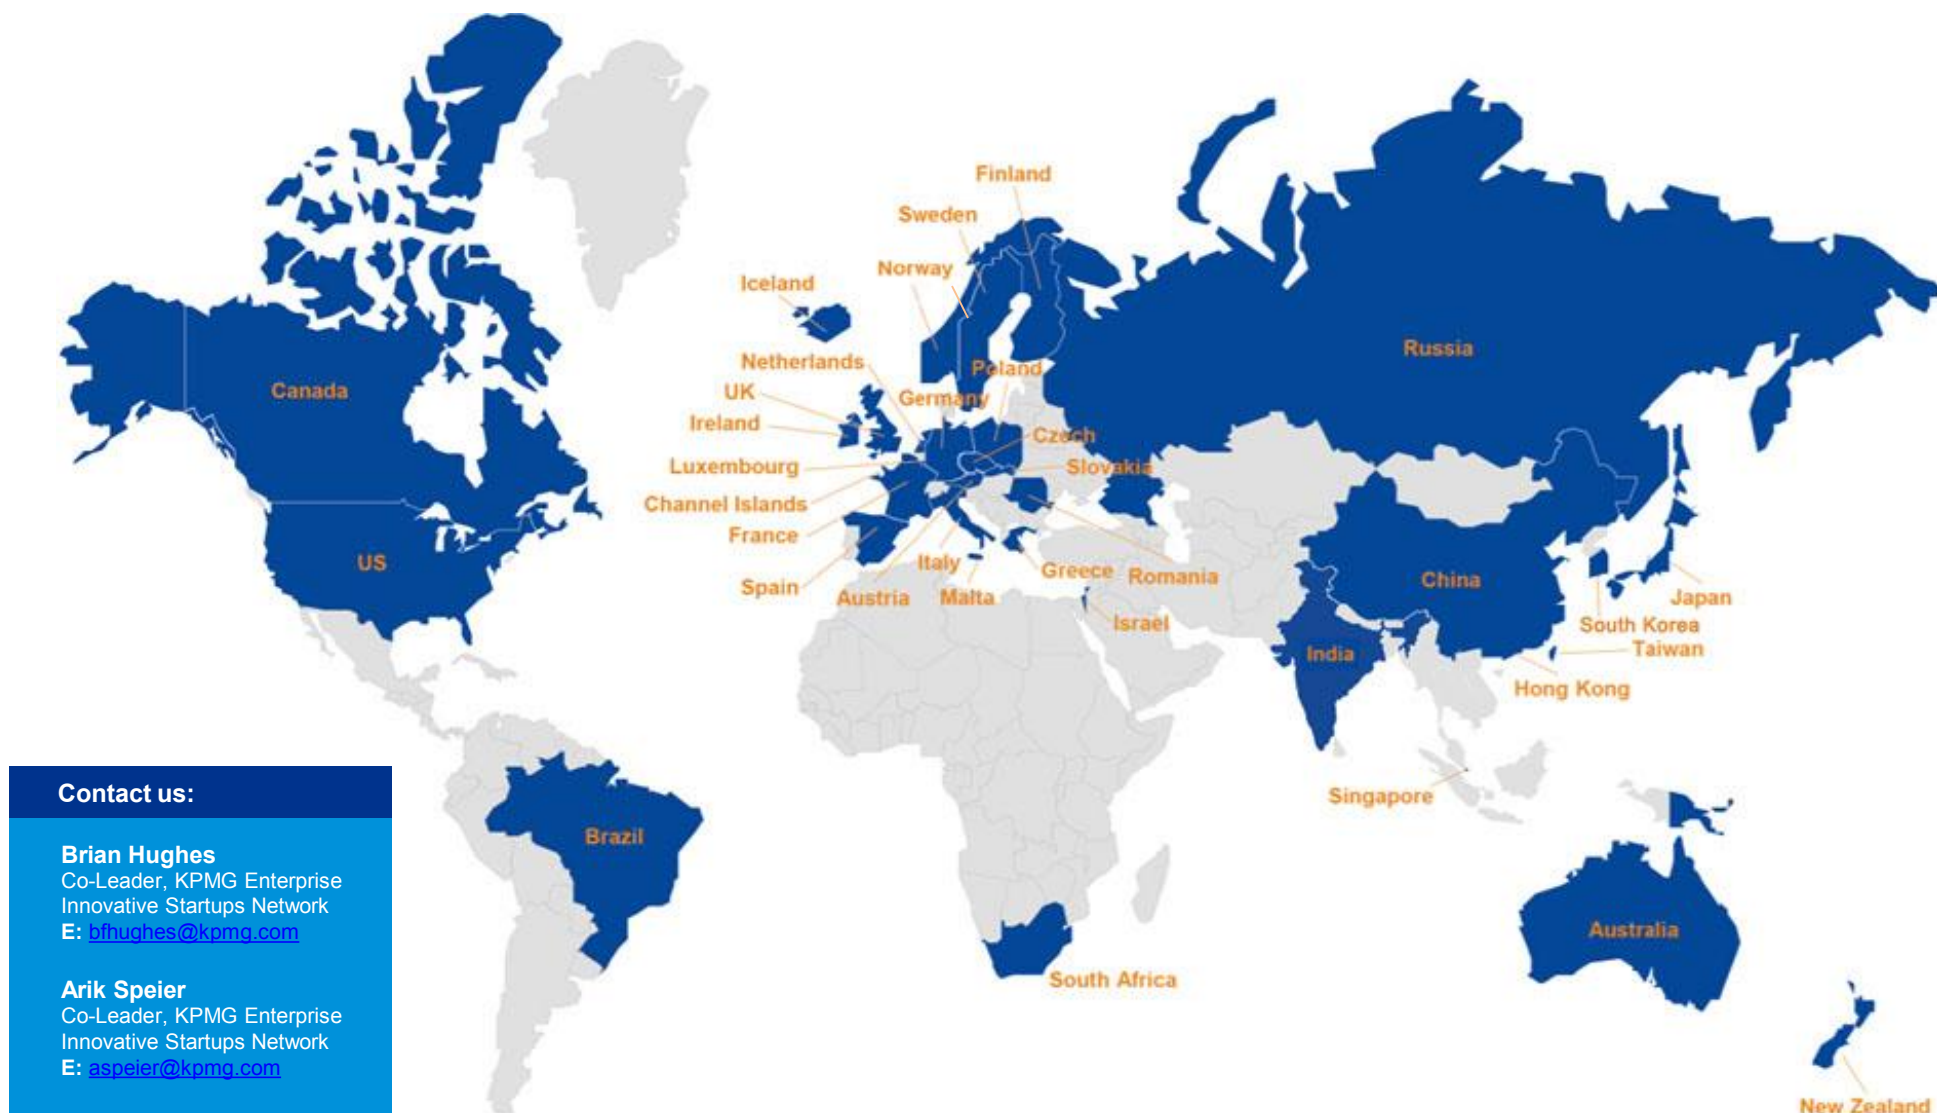 Finland
Sweden
Norway
Iceland
Netherlands
Poland
UK
Germany
Ireland
Czech
Luxembourg
Slovakia
Channel Islands
France
Italy
Greece
Romania
Spain
Austria
Malta
Israel
Russia
Canada
US
China
Japan
South Korea
Taiwan
India
Hong Kong
Singapore
Brazil
Australia
South Africa
New Zealand
Contact us:
Brian Hughes
Co-Leader, KPMG Enterprise
Innovative Startups Network
E: bfhughes@kpmg.com
Arik Speier
Co-Leader, KPMG Enterprise
Innovative Startups Network
E: aspeier@kpmg.com